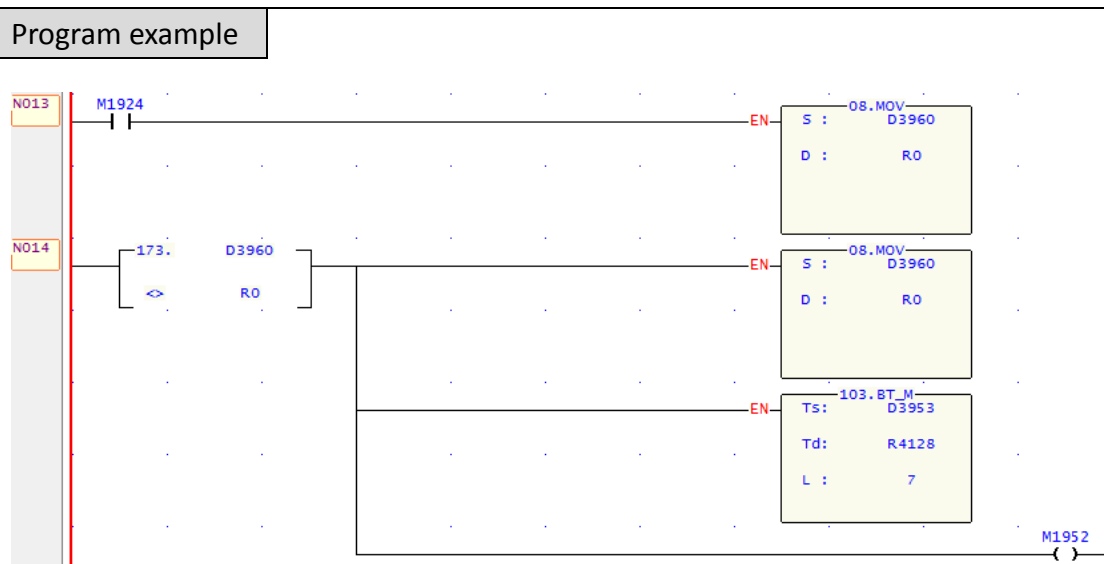 Program example
N013 M1924
08.MOV
EN S : D3960
D : R0
N014 173. D3960
<> R0
08.MOV
EN S : D3960
D : R0
103.BT_M
EN Ts: D3953
Td: R4128
L : 7
M1952
( )